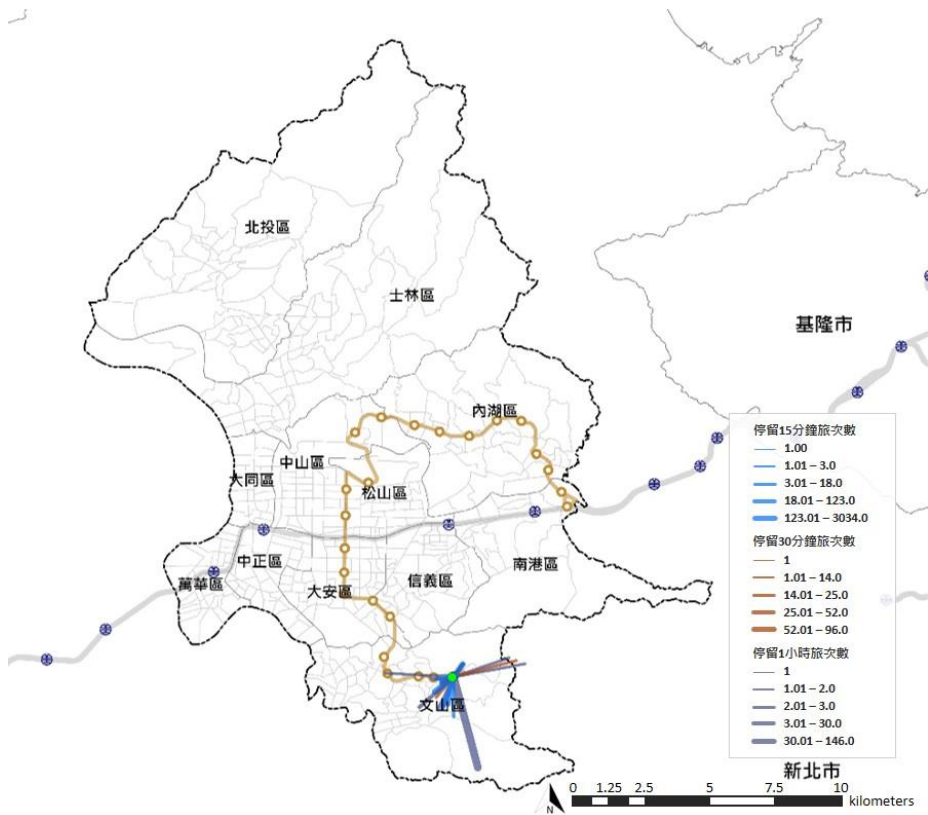 北投區
士林區
基隆市
內湖區
中山區
大同區
松山區
中正區
萬華區
大安區
信義區
南港區
文山區
停留15分鐘旅次數
1.00
1.01 – 3.0
3.01 – 18.0
18.01 – 123.0
123.01 – 3034.0
停留30分鐘旅次數
1
1.01 – 14.0
14.01 – 25.0
25.01 – 52.0
52.01 – 96.0
停留1小時旅次數
1
1.01 – 2.0
2.01 – 3.0
3.01 – 30.0
30.01 – 146.0
新北市
0 1.25 2.5 5 7.5 10
kilometers
N